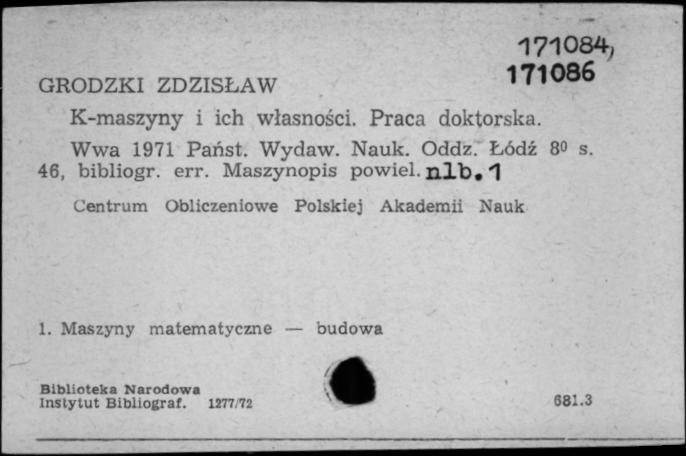 171084,
171086
GRODZKI ZDZISŁAW
K-maszyny i ich własności. Praca doktorska.
Wwa 1971 Państ. Wydaw. Nauk. Oddz. Łódź 8⁰ s.
46, bibliogr. err. Maszynopis powiel. nlb. 1
Centrum Obliczeniowe Polskiej Akademii Nauk
1. Maszyny matematyczne — budowa
Biblioteka Narodowa
Instytut Bibliograf. 1277/72
681.3